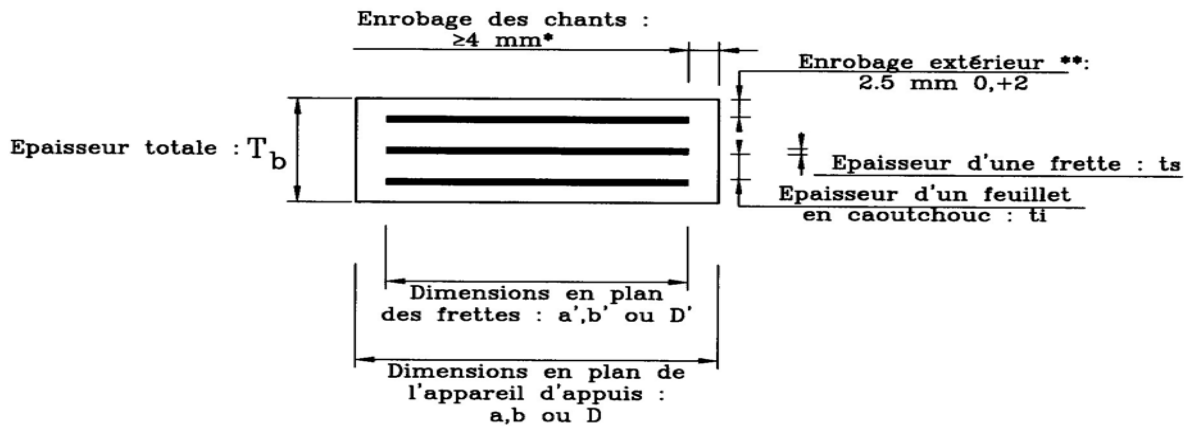 Enrobage des chants :
≥4 mm*
Enrobage extérieur **:
2.5 mm 0,+2
Epaisseur totale : Tb
Epaisseur d'une frette : ts
Epaisseur d'un feuillet
en caoutchouc : ti
Dimensions en plan
des frettes : a',b' ou D'
Dimensions en plan de
l'appareil d'appuis :
a,b ou D